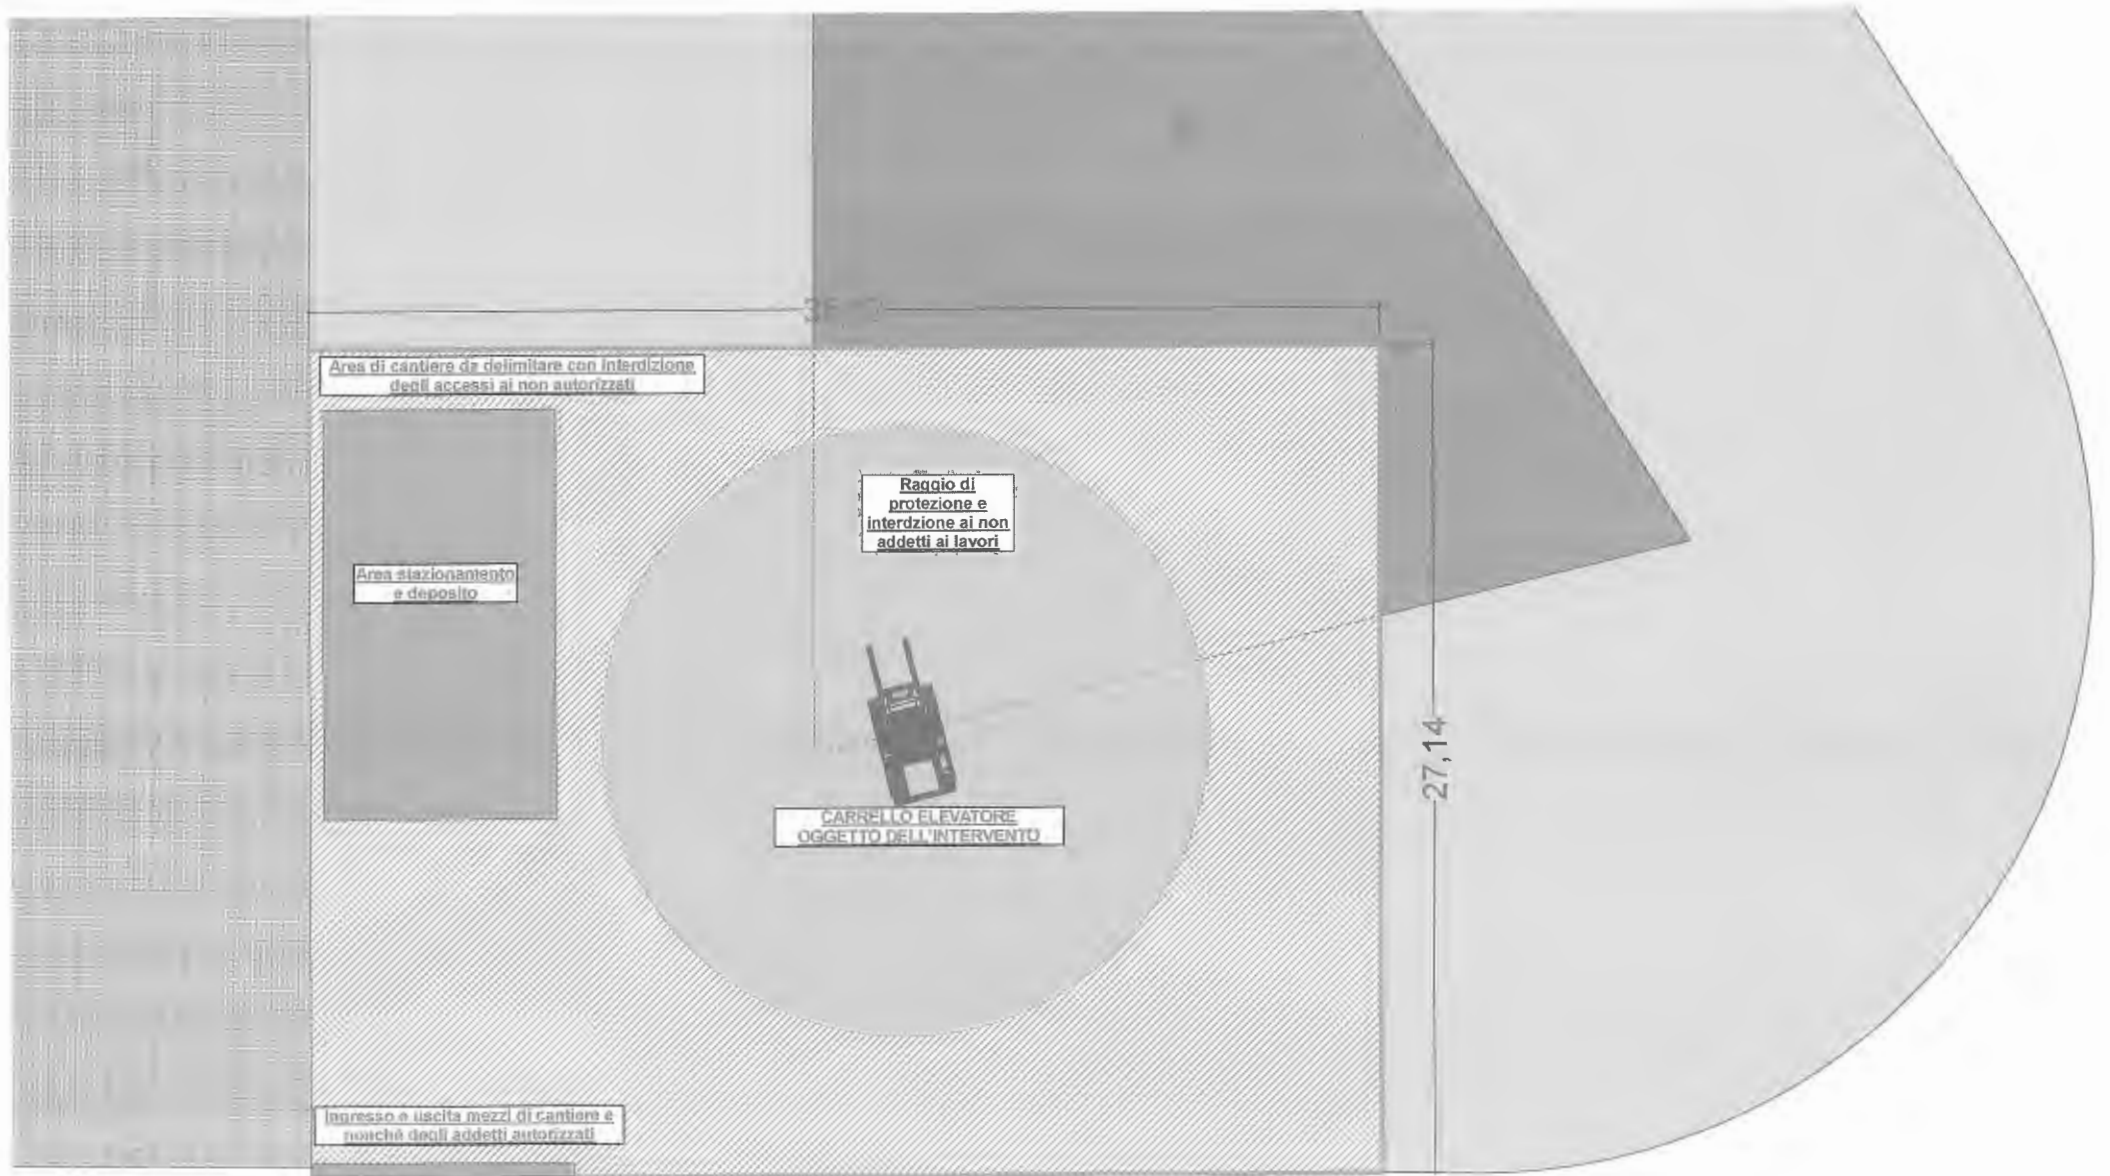 Area di cantiere da delimitare con interdizione
degli accessi ai non autorizzati
Raggio di
protezione e
interdzione ai non
addetti ai lavori
Area stazionamento
e deposito
27,14
CARRELLO ELEVATORE
OGGETTO DELL'INTERVENTO
Ingresso e uscita mezzi di cantiere e
nonché degli addetti autorizzati